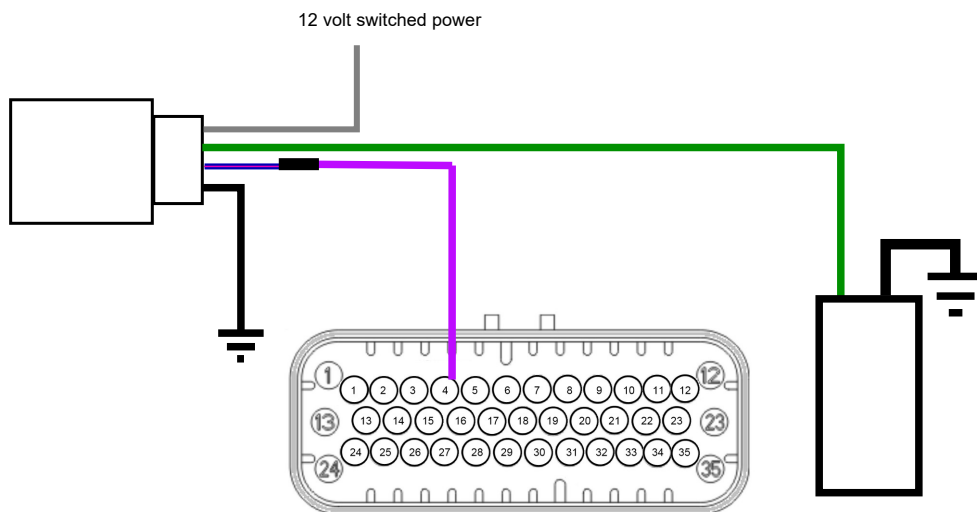 12 volt switched power
1 12
1 2 3 4 5 6 7 8 9 10 11 12
13 13 14 15 16 17 18 19 20 21 22 23 23
24 25 26 27 28 29 30 31 32 33 34 35
24 35